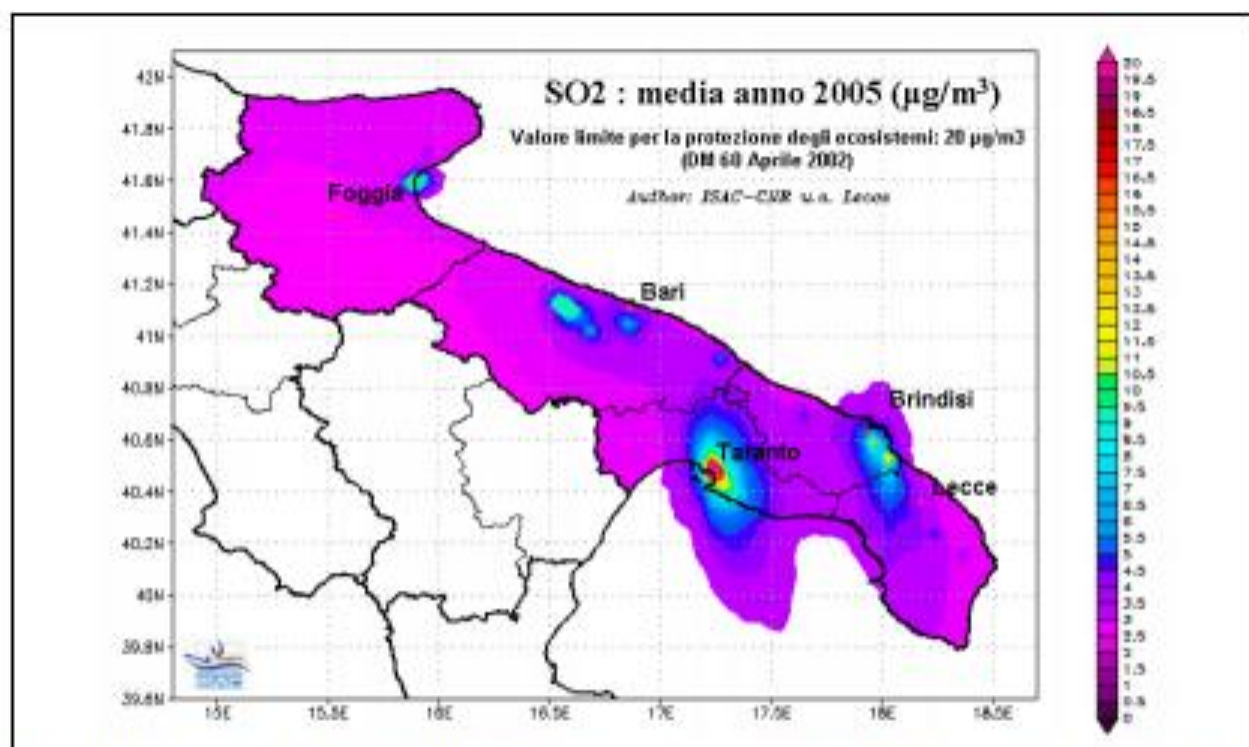 SO2 : media anno 2005 (µg/m³)
Valore limite per la protezione degli ecosistemi: 20 µg/m3
(DM 60 Aprile 2002)
Author: ISAC-CNR u.o. Lecce
Foggia
Bari
Brindisi
Taranto
Lecce
42N
41.8N
41.6N
41.4N
41.2N
41N
40.8N
40.6N
40.4N
40.2N
40N
39.8N
39.6N
15E
15.5E
16E
16.5E
17E
17.5E
18E
18.5E
20
19.5
19
18.5
18
17.5
17
16.5
16
15.5
15
14.5
14
13.5
13
12.5
12
11.5
11
10.5
10
9.5
9
8.5
8
7.5
7
6.5
6
5.5
5
4.5
4
3.5
3
2.5
2
1.5
1
0.5
0